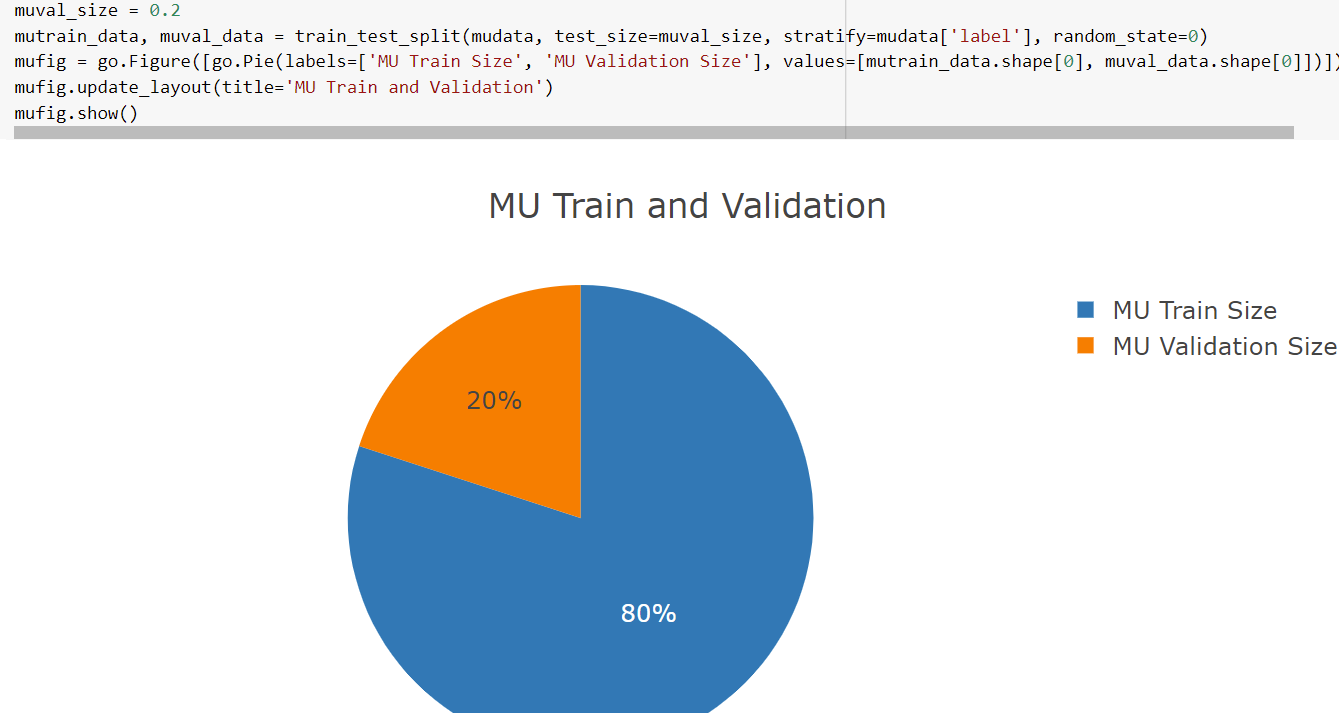 muval_size = 0.2
mutrain_data, muval_data = train_test_split(mudata, test_size=muval_size, stratify=mudata['label'], random_state=0)
mufig = go.Figure([go.Pie(labels=['MU Train Size', 'MU Validation Size'], values=[mutrain_data.shape[0], muval_data.shape[0]])])
mufig.update_layout(title='MU Train and Validation')
mufig.show()
MU Train and Validation
MU Train Size
MU Validation Size
20%
80%